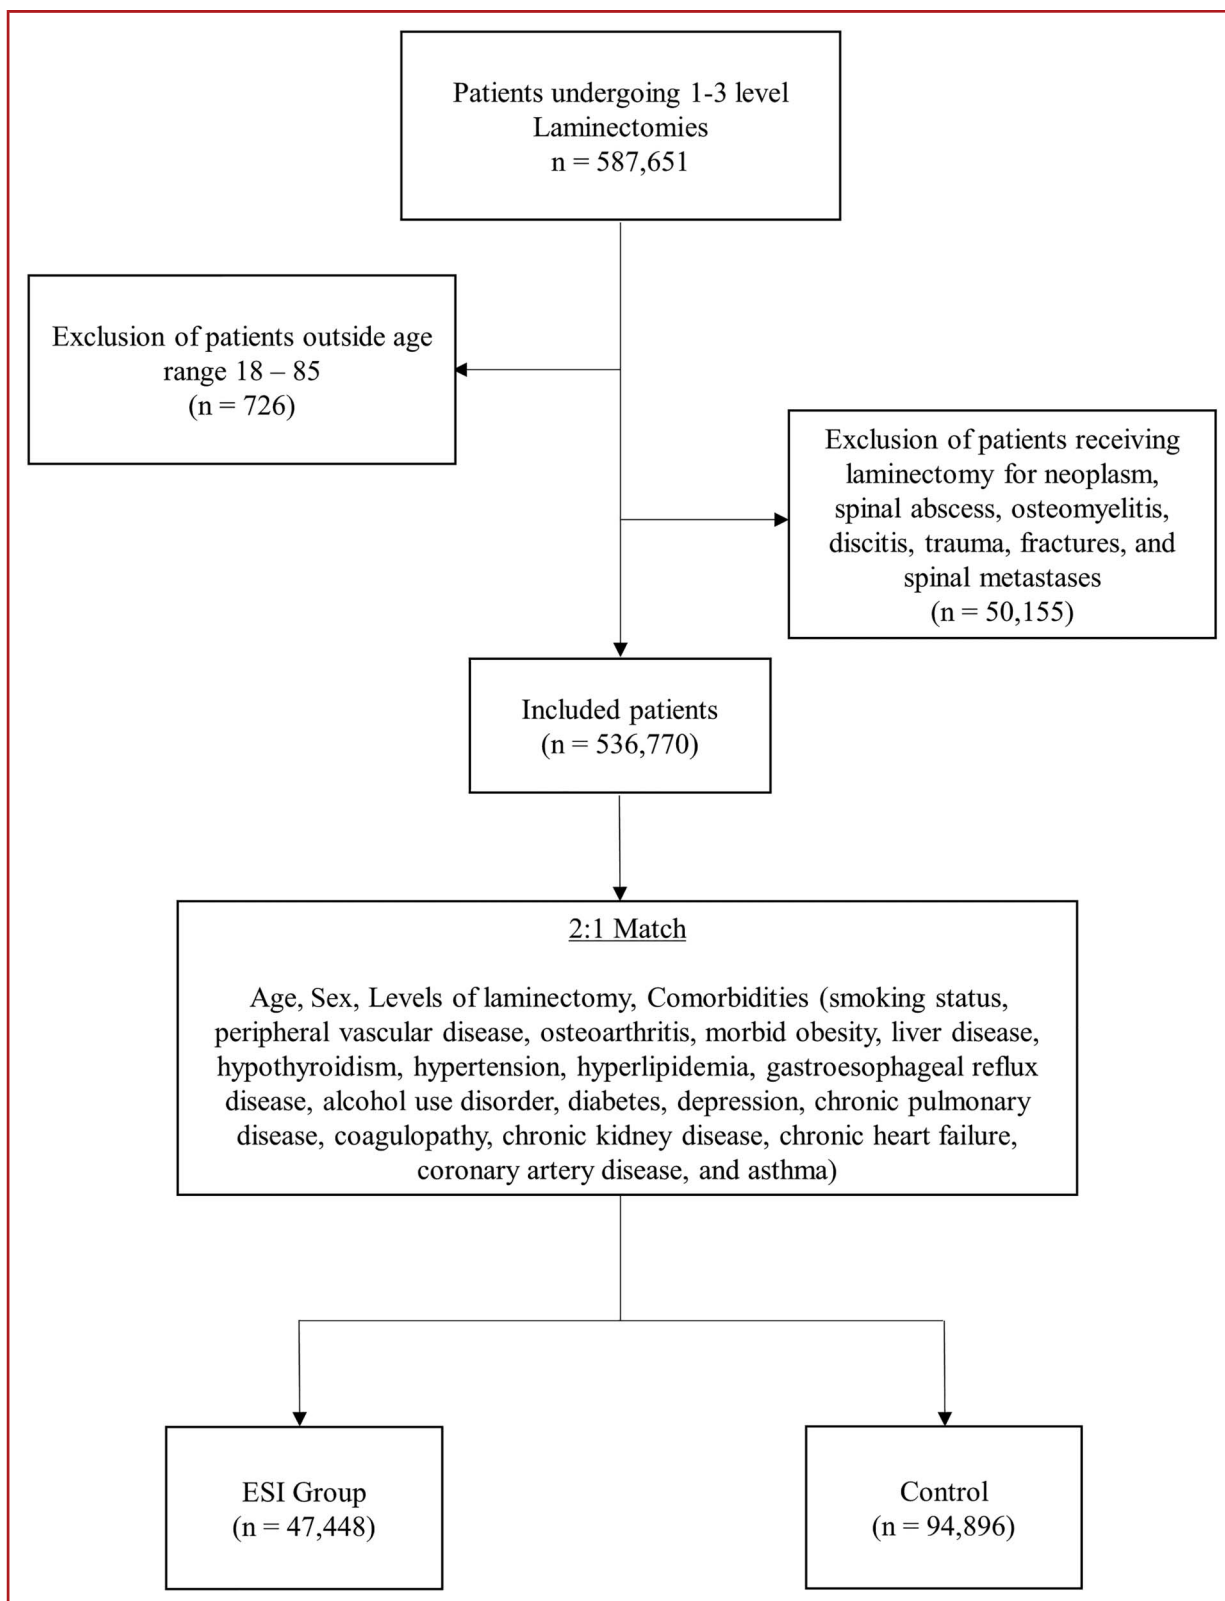 Patients undergoing 1-3 level
Laminectomies
n = 587,651
Exclusion of patients outside age
range 18 – 85
(n = 726)
Exclusion of patients receiving
laminectomy for neoplasm,
spinal abscess, osteomyelitis,
discitis, trauma, fractures, and
spinal metastases
(n = 50,155)
Included patients
(n = 536,770)
2:1 Match
Age, Sex, Levels of laminectomy, Comorbidities (smoking status,
peripheral vascular disease, osteoarthritis, morbid obesity, liver disease,
hypothyroidism, hypertension, hyperlipidemia, gastroesophageal reflux
disease, alcohol use disorder, diabetes, depression, chronic pulmonary
disease, coagulopathy, chronic kidney disease, chronic heart failure,
coronary artery disease, and asthma)
ESI Group
(n = 47,448)
Control
(n = 94,896)